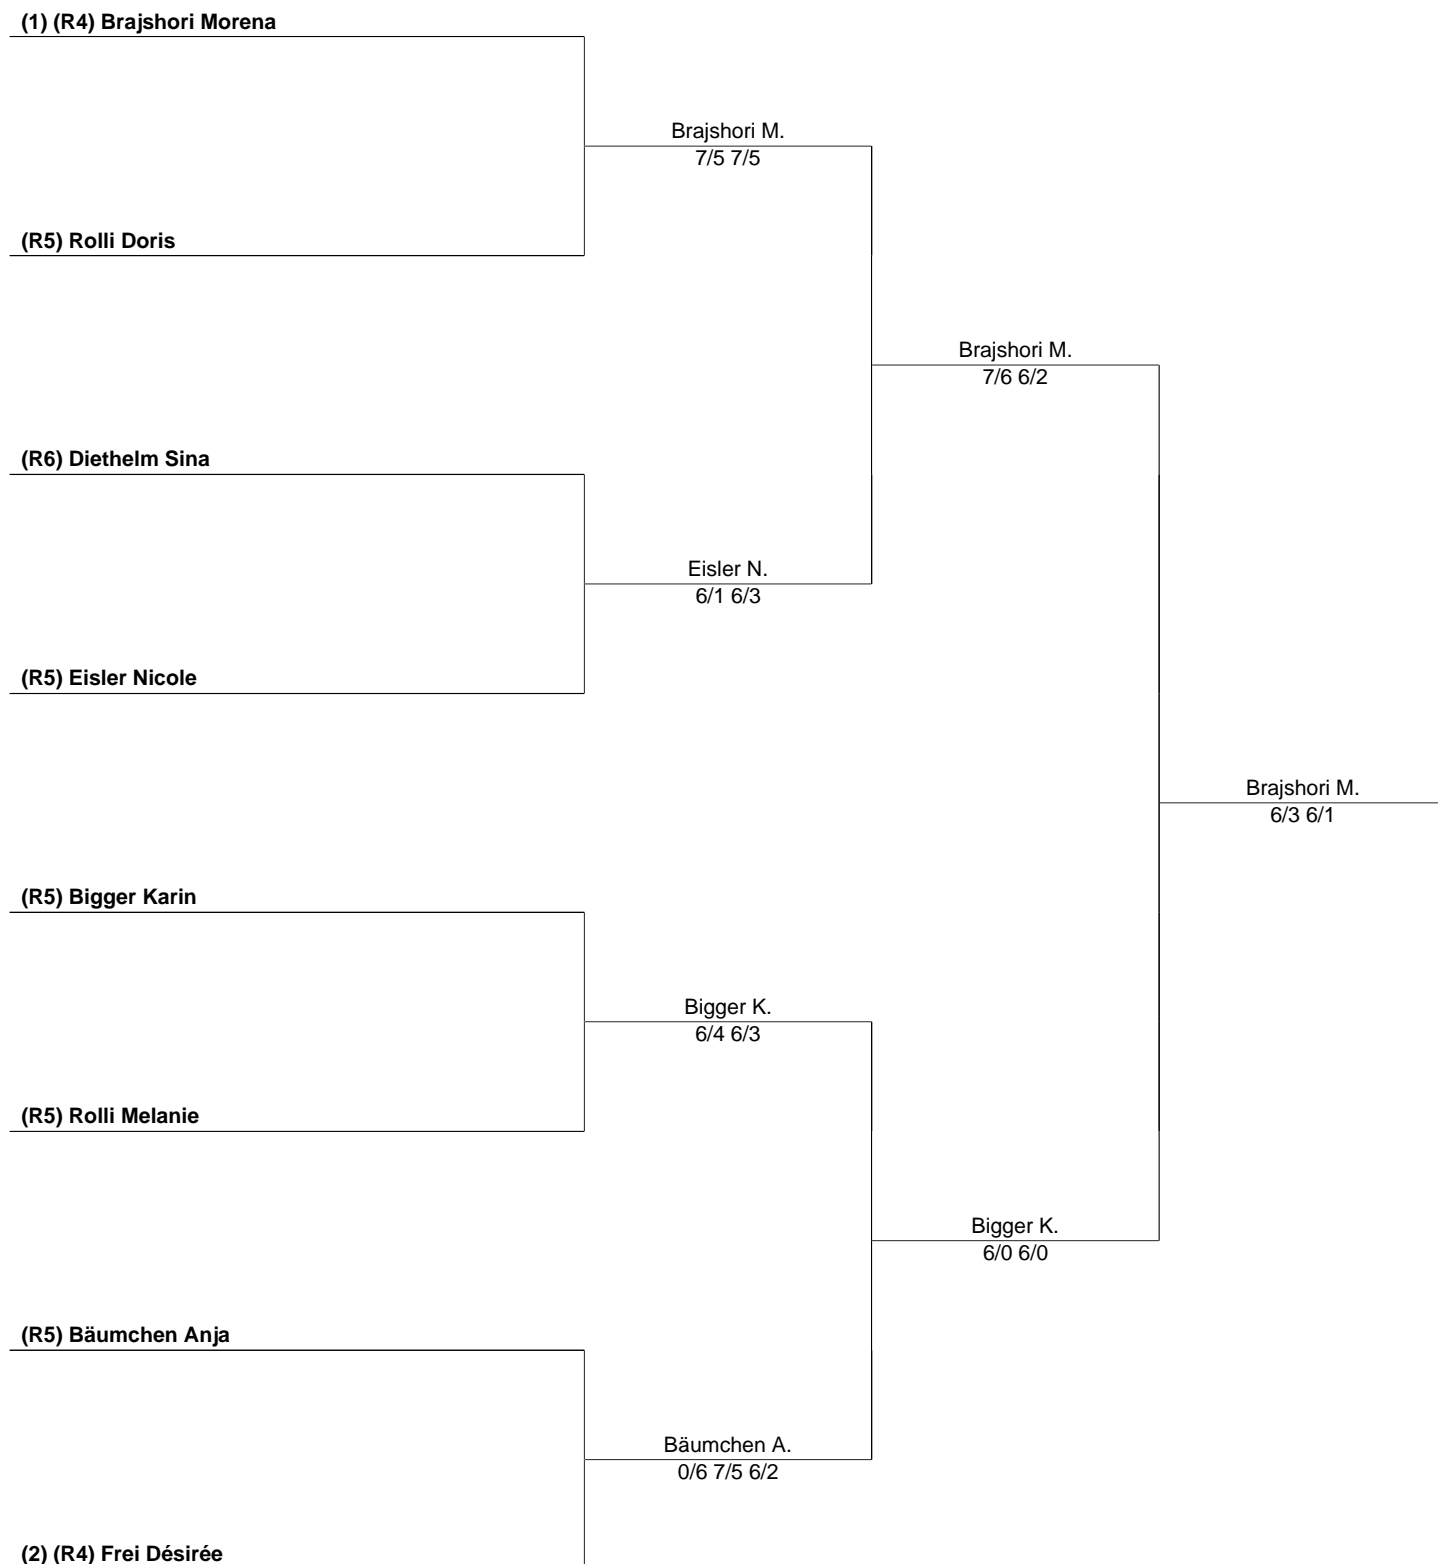 (1) (R4) Brajshori Morena
Brajshori M.
7/5 7/5
(R5) Rolli Doris
Brajshori M.
7/6 6/2
(R6) Diethelm Sina
Eisler N.
6/1 6/3
(R5) Eisler Nicole
Brajshori M.
6/3 6/1
(R5) Bigger Karin
Bigger K.
6/4 6/3
(R5) Rolli Melanie
Bigger K.
6/0 6/0
(R5) Bäumchen Anja
Bäumchen A.
0/6 7/5 6/2
(2) (R4) Frei Désirée